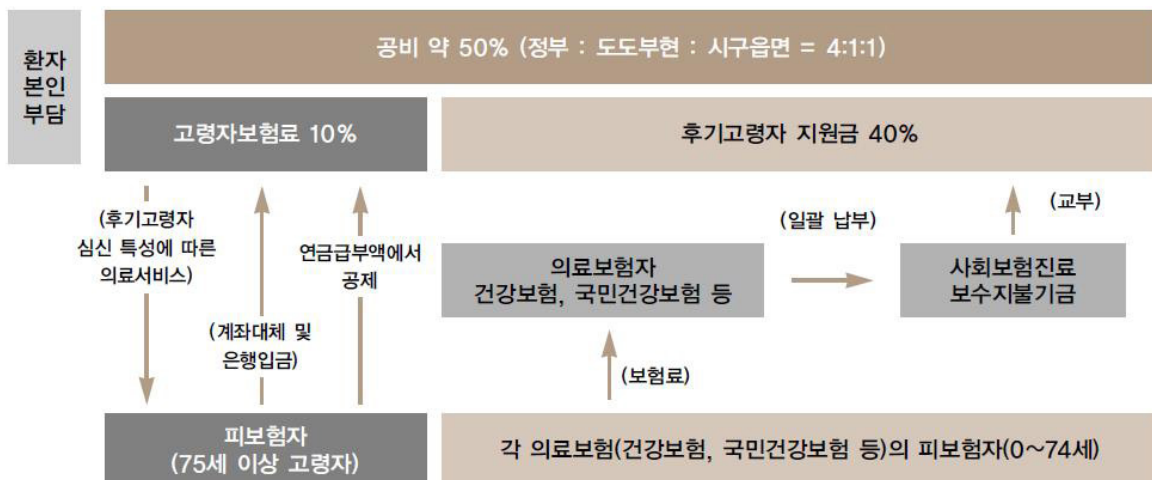 환자
본인
부담
공비 약 50% (정부 : 도도부현 : 시구읍면 = 4:1:1)
고령자보험료 10%
후기고령자 지원금 40%
(후기고령자
심신 특성에 따른
의료서비스)
(계좌대체 및
은행입금)
연금급부액에서
공제
의료보험자
건강보험, 국민건강보험 등
(일괄 납부)
사회보험진료
보수지불기금
(교부)
(보험료)
피보험자
(75세 이상 고령자)
각 의료보험(건강보험, 국민건강보험 등)의 피보험자(0~74세)